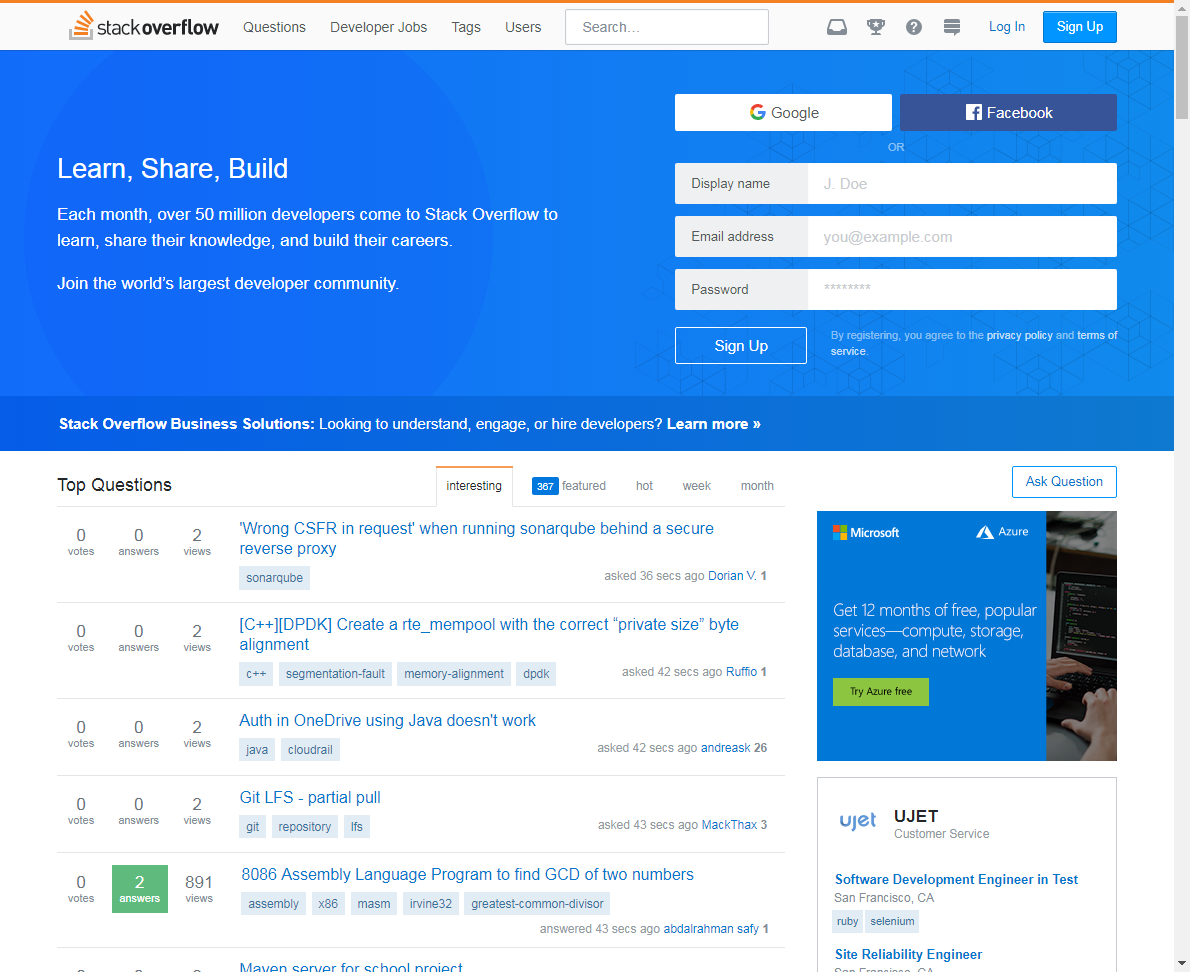 stackoverflow Questions Developer Jobs Tags Users Search... Log In Sign Up
Google Facebook
OR
Learn, Share, Build
Each month, over 50 million developers come to Stack Overflow to
learn, share their knowledge, and build their careers.
Join the world’s largest developer community.
Display name J. Doe
Email address you@example.com
Password ********
Sign Up
By registering, you agree to the privacy policy and terms of
service.
Stack Overflow Business Solutions: Looking to understand, engage, or hire developers? Learn more »
Top Questions
interesting 367 featured hot week month
Ask Question
0 votes 0 answers 2 views
'Wrong CSFR in request' when running sonarqube behind a secure
reverse proxy
sonarqube
asked 36 secs ago Dorian V. 1
0 votes 0 answers 2 views
[C++][DPDK] Create a rte_mempool with the correct “private size” byte
alignment
c++ segmentation-fault memory-alignment dpdk
asked 42 secs ago Ruffio 1
0 votes 0 answers 2 views
Auth in OneDrive using Java doesn't work
java cloudrail
asked 42 secs ago andreask 26
0 votes 0 answers 2 views
Git LFS - partial pull
git repository lfs
asked 43 secs ago MackThax 3
0 votes 2 answers 891 views
8086 Assembly Language Program to find GCD of two numbers
assembly x86 masm irvine32 greatest-common-divisor
answered 43 secs ago abdalrahman safy 1
Maven server for school project
Microsoft Azure
Get 12 months of free, popular
services—compute, storage,
database, and network
Try Azure free
ujet UJET
Customer Service
Software Development Engineer in Test
San Francisco, CA
ruby selenium
Site Reliability Engineer
San Francisco, CA